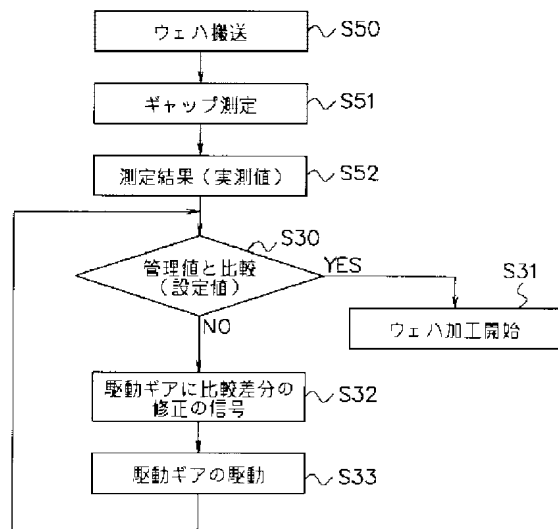 ウェハ搬送
S50
ギャップ測定
S51
測定結果(実測値)
S52
S30
管理値と比較
(設定値)
YES
S31
NO
ウェハ加工開始
駆動ギアに比較差分の
修正の信号
S32
駆動ギアの駆動
S33